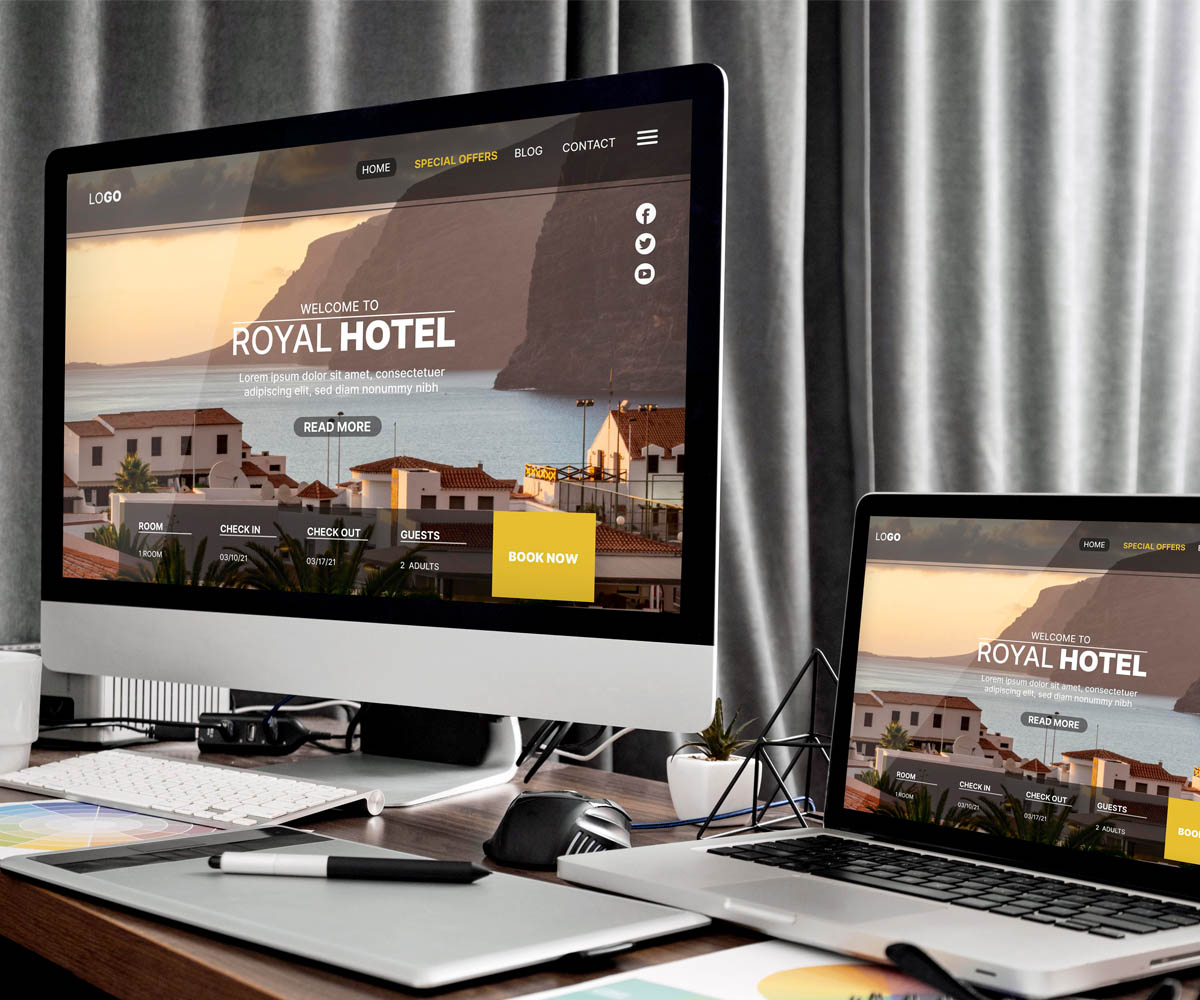 LOGO
HOME SPECIAL OFFERS BLOG CONTACT
WELCOME TO
ROYAL HOTEL
Lorem ipsum dolor sit amet, consectetuer
adipiscing elit, sed diam nonummy nibh
READ MORE
ROOM CHECK IN CHECK OUT GUESTS
1 ROOM 03/10/21 03/17/21 2 ADULTS
BOOK NOW
LOGO
HOME SPECIAL OFFERS
WELCOME TO
ROYAL HOTEL
Lorem ipsum dolor sit amet, consectetuer
adipiscing elit, sed diam nonummy nibh
READ MORE
ROOM CHECK IN CHECK OUT GUESTS
1 ROOM 03/10/21 03/17/21 2 ADULTS